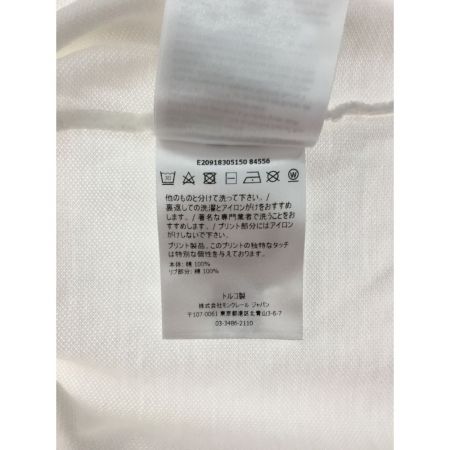 E20918305150 84556
他のものと分けて洗って下さい。/
裏返しての洗濯とアイロンがけをおすすめ
します。/ 著名な専門業者で洗うことをお
すすめします。/ プリント部分にはアイロン
がけしないで下さい。
プリント製品。このプリントの独特なタッチ
は特別な個性を与えております。
本体: 綿 100%
リブ部分: 綿 100%
トルコ製
株式会社モンクレール ジャパン
〒107-0061 東京都港区北青山3-6-7
03-3486-2110